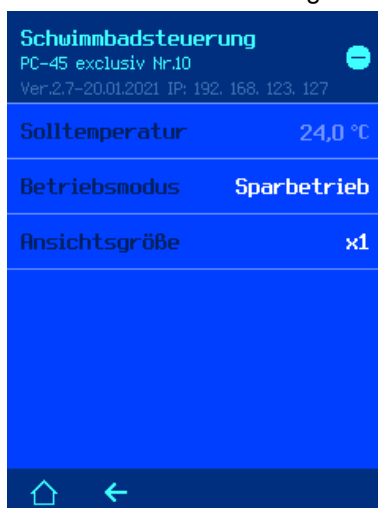 Schwimmbadsteuerung
PC-45 exclusiv Nr.10
Ver.2.7-20.01.2021 IP: 192. 168. 123. 127
Solltemperatur 24,0 °C
Betriebsmodus Sparbetrieb
Ansichtsgröße x1